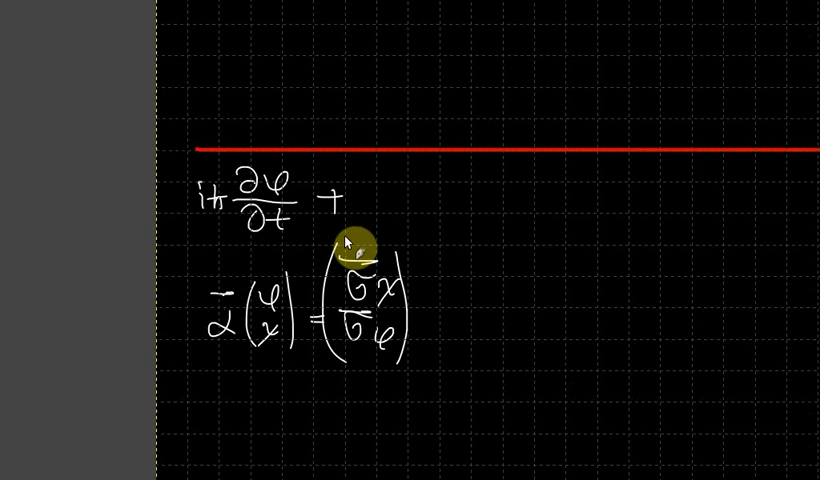 iħ ∂φ/∂t +
ᾱ (φ χ) = (σ̄χ σ̄φ)